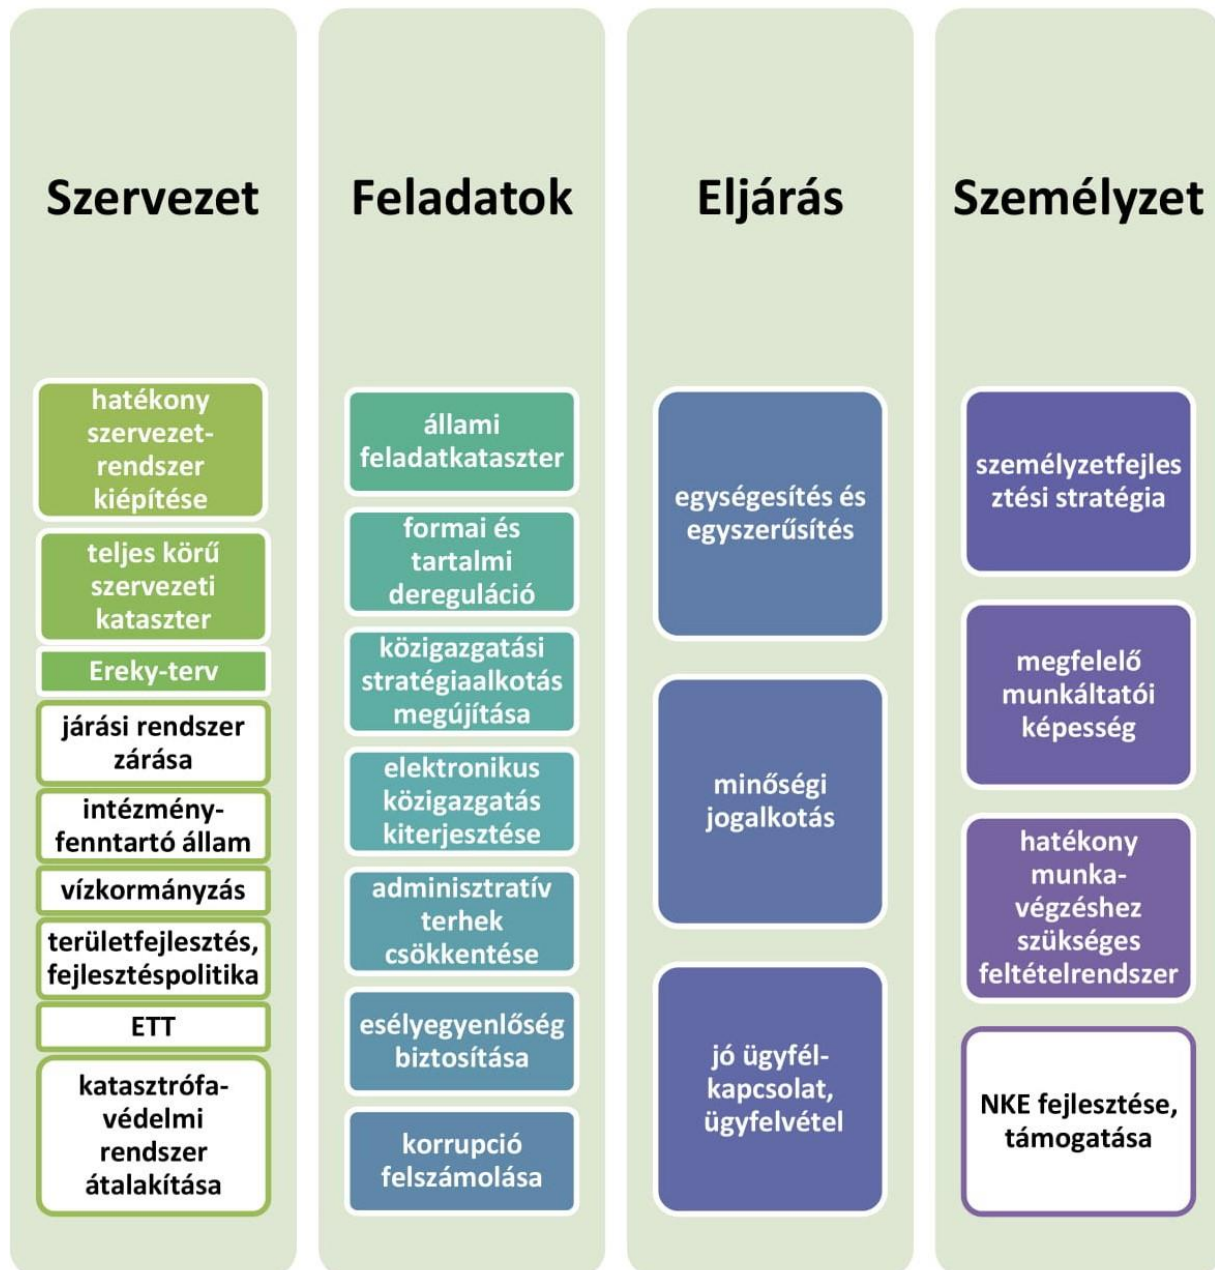 Szervezet
hatékony
szervezet-
rendszer
kiépítése
teljes körű
szervezeti
kataszter
Ereky-terv
járási rendszer
zárása
intézmény-
fenntartó állam
vízkormányzás
területfejlesztés,
fejlesztéspolitika
ETT
katasztrófa-
védelmi
rendszer
átalakítása
Feladatok
állami
feladatkataszter
formai és
tartalmi
dereguláció
közigazgatási
stratégiaalkotás
megújítása
elektronikus
közigazgatás
kiterjesztése
adminisztratív
terhek
csökkentése
esélyegyenlőség
biztosítása
korrupció
felszámolása
Eljárás
egységesítés és
egyszerűsítés
minőségi
jogalkotás
jó ügyfél-
kapcsolat,
ügyfelvétel
Személyzet
személyzetfejles
ztési stratégia
megfelelő
munkáltatói
képesség
hatékony
munka-
végzéshez
szükséges
feltételrendszer
NKE fejlesztése,
támogatása